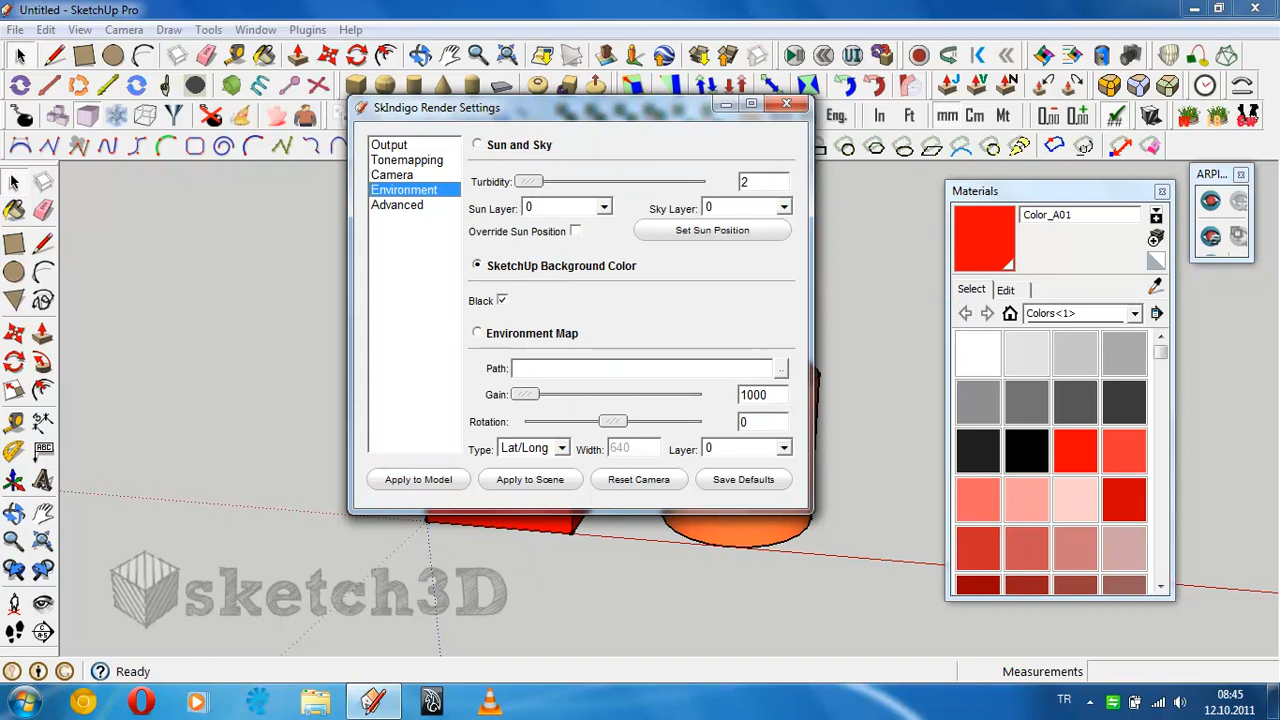 Untitled - SketchUp Pro
File Edit View Camera Draw Tools Window Plugins Help
Eng. In Ft mm Cm Mt
SkIndigo Render Settings
Output
Tonemapping
Camera
Environment
Advanced
Sun and Sky
Turbidity: 2
Sun Layer: 0 Sky Layer: 0
Override Sun Position Set Sun Position
SketchUp Background Color
Black
Environment Map
Path: ..
Gain: 1000
Rotation: 0
Type: Lat/Long Width: 640 Layer: 0
Apply to Model Apply to Scene Reset Camera Save Defaults
Materials
Color_A01
Select Edit
Colors<1>
ARPI...
sketch3D
Ready Measurements
TR 08:45
12.10.2011